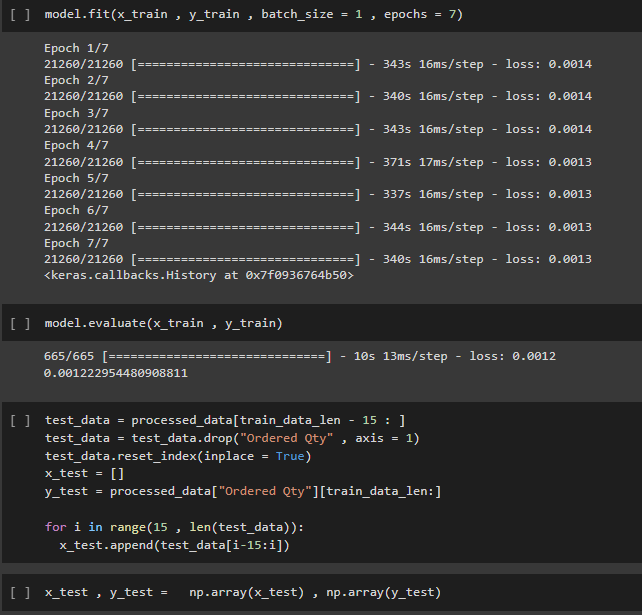 [ ] model.fit(x_train , y_train , batch_size = 1 , epochs = 7)
Epoch 1/7
21260/21260 [==============================] - 343s 16ms/step - loss: 0.0014
Epoch 2/7
21260/21260 [==============================] - 340s 16ms/step - loss: 0.0014
Epoch 3/7
21260/21260 [==============================] - 343s 16ms/step - loss: 0.0014
Epoch 4/7
21260/21260 [==============================] - 371s 17ms/step - loss: 0.0013
Epoch 5/7
21260/21260 [==============================] - 337s 16ms/step - loss: 0.0013
Epoch 6/7
21260/21260 [==============================] - 344s 16ms/step - loss: 0.0013
Epoch 7/7
21260/21260 [==============================] - 340s 16ms/step - loss: 0.0013
<keras.callbacks.History at 0x7f0936764b50>
[ ] model.evaluate(x_train , y_train)
665/665 [==============================] - 10s 13ms/step - loss: 0.0012
0.001222954480908811
[ ] test_data = processed_data[train_data_len - 15 : ]
test_data = test_data.drop("Ordered Qty" , axis = 1)
test_data.reset_index(inplace = True)
x_test = []
y_test = processed_data["Ordered Qty"][train_data_len:]
for i in range(15 , len(test_data)):
  x_test.append(test_data[i-15:i])
[ ] x_test , y_test =   np.array(x_test) , np.array(y_test)